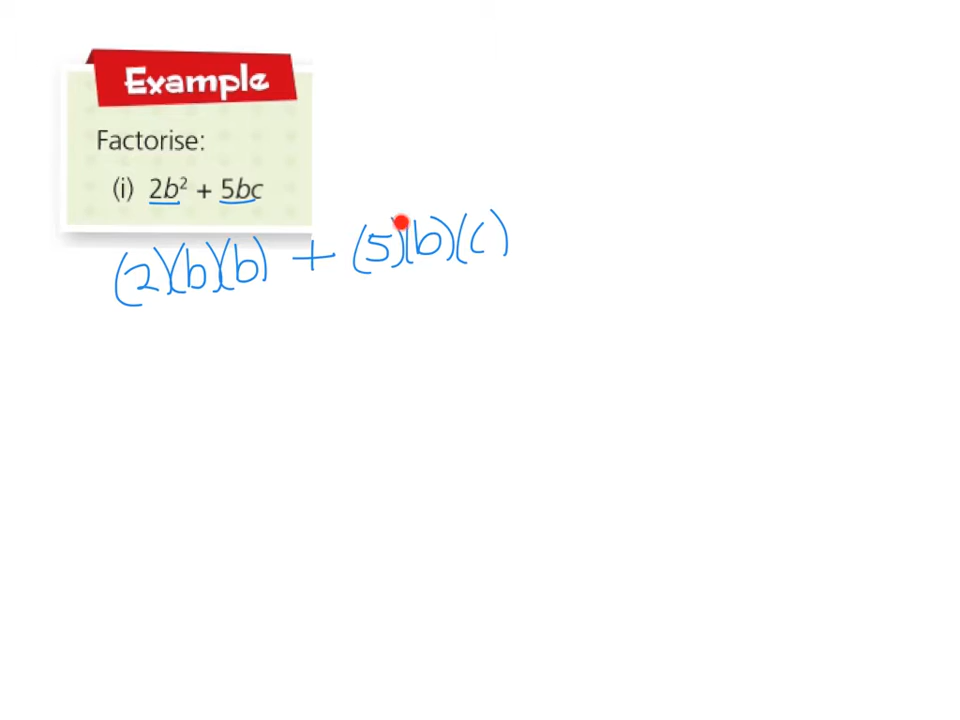 Example
Factorise:
(i) 2b² + 5bc
(2)(b)(b) + (5)(b)(c)